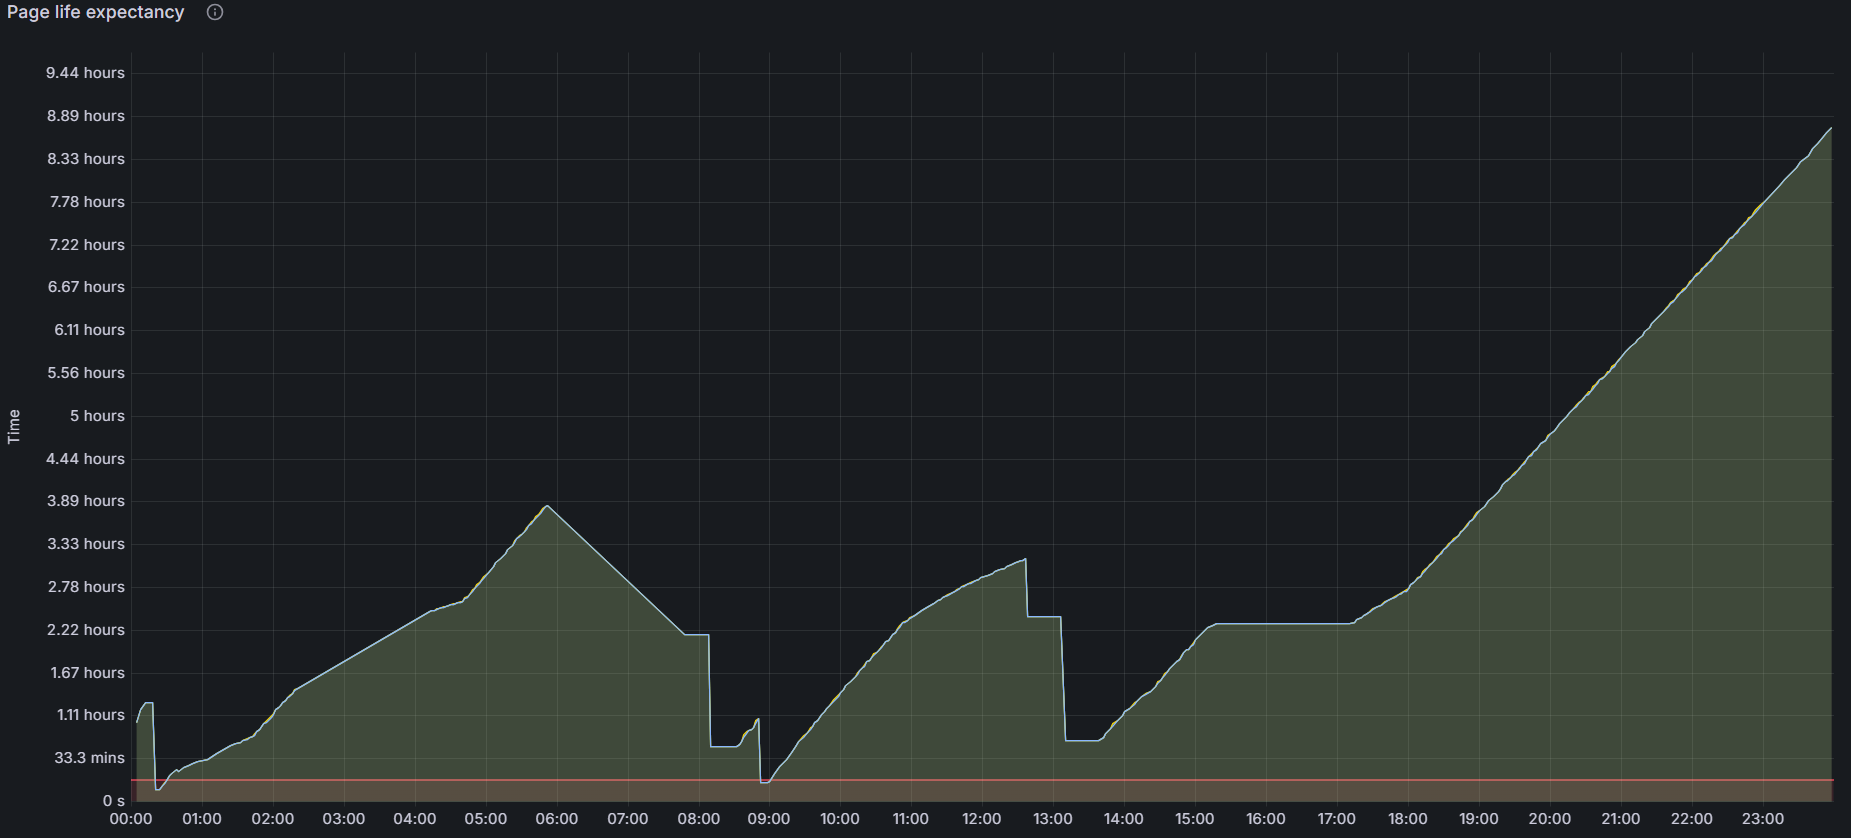 Page life expectancy
9.44 hours
8.89 hours
8.33 hours
7.78 hours
7.22 hours
6.67 hours
6.11 hours
5.56 hours
5 hours
4.44 hours
3.89 hours
3.33 hours
2.78 hours
2.22 hours
1.67 hours
1.11 hours
33.3 mins
0 s
Time
00:00 01:00 02:00 03:00 04:00 05:00 06:00 07:00 08:00 09:00 10:00 11:00 12:00 13:00 14:00 15:00 16:00 17:00 18:00 19:00 20:00 21:00 22:00 23:00